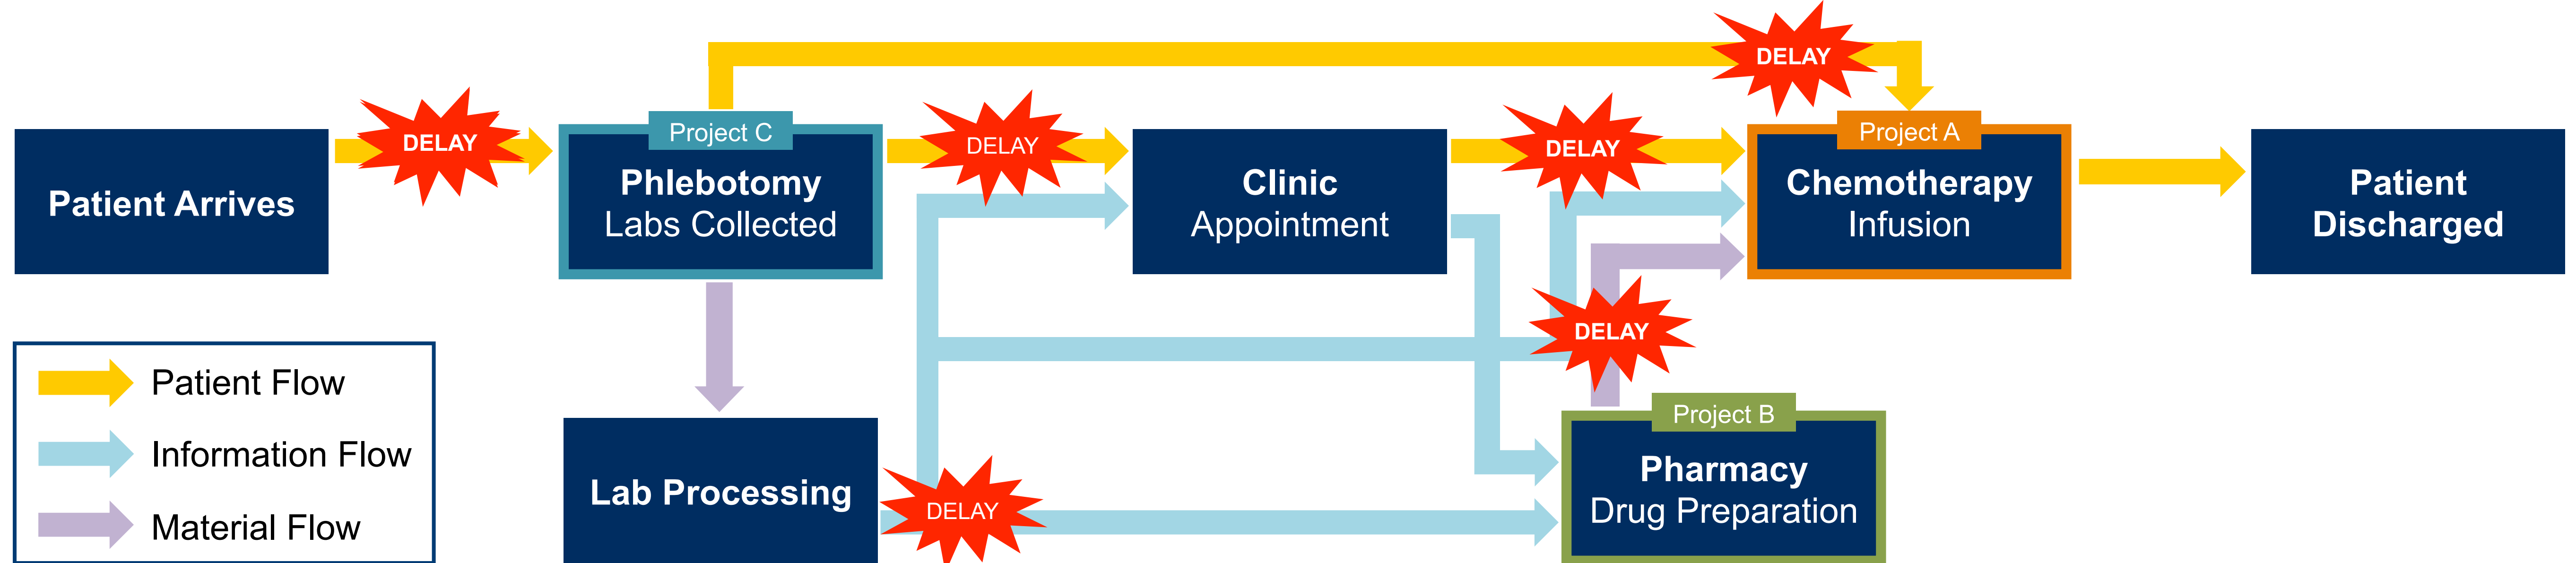 DELAY
Patient Arrives
DELAY
Project C
Phlebotomy
Labs Collected
DELAY
Clinic
Appointment
DELAY
Project A
Chemotherapy
Infusion
Patient
Discharged
DELAY
Patient Flow
Information Flow
Material Flow
Lab Processing
DELAY
Project B
Pharmacy
Drug Preparation